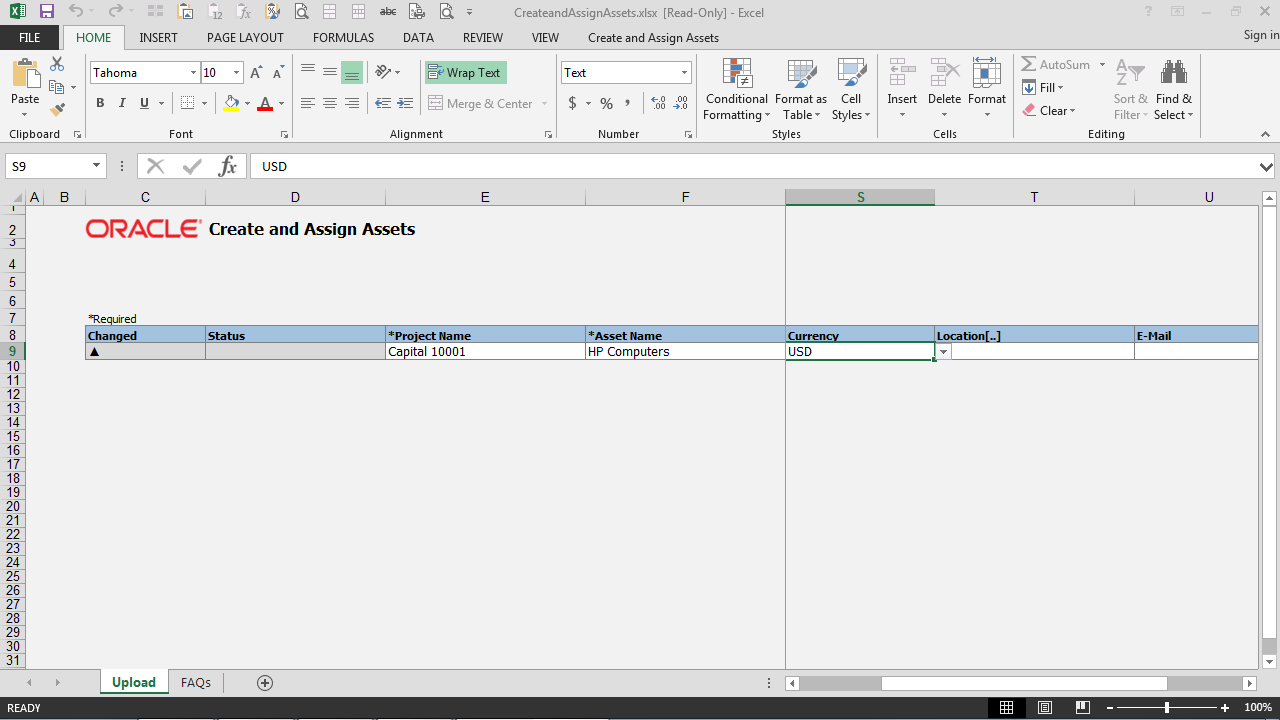 CreateandAssignAssets.xlsx [Read-Only] - Excel
FILE HOME INSERT PAGE LAYOUT FORMULAS DATA REVIEW VIEW Create and Assign Assets Sign in
Tahoma 10 Wrap Text Text AutoSum
Fill
Paste Conditional Format as Cell Insert Delete Format Sort & Find &
B I U A Merge & Center $ % , Formatting Table Styles Clear Filter Select
Clipboard Font Alignment Number Styles Cells Editing
S9 fx USD
A B C D E F S T U
1
2 ORACLE Create and Assign Assets
3
4
5
6
7 *Required
8 Changed Status *Project Name *Asset Name Currency Location[..] E-Mail
9 ▲ Capital 10001 HP Computers USD
10
11
12
13
14
15
16
17
18
19
20
21
22
23
24
25
26
27
28
29
30
31
Upload FAQs
READY 100%